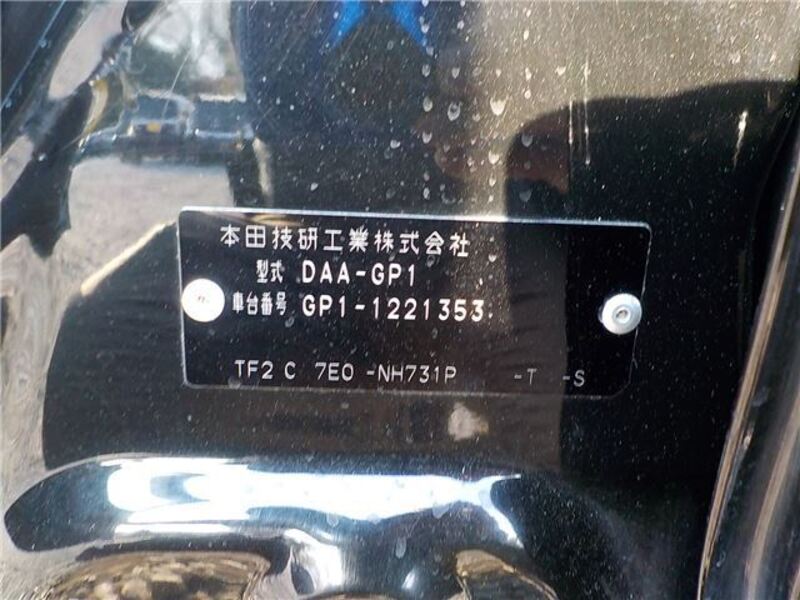 本田技研工業株式会社
型式 DAA-GP1
車台番号 GP1-1221353
TF2 C 7E0 -NH731P -T -S